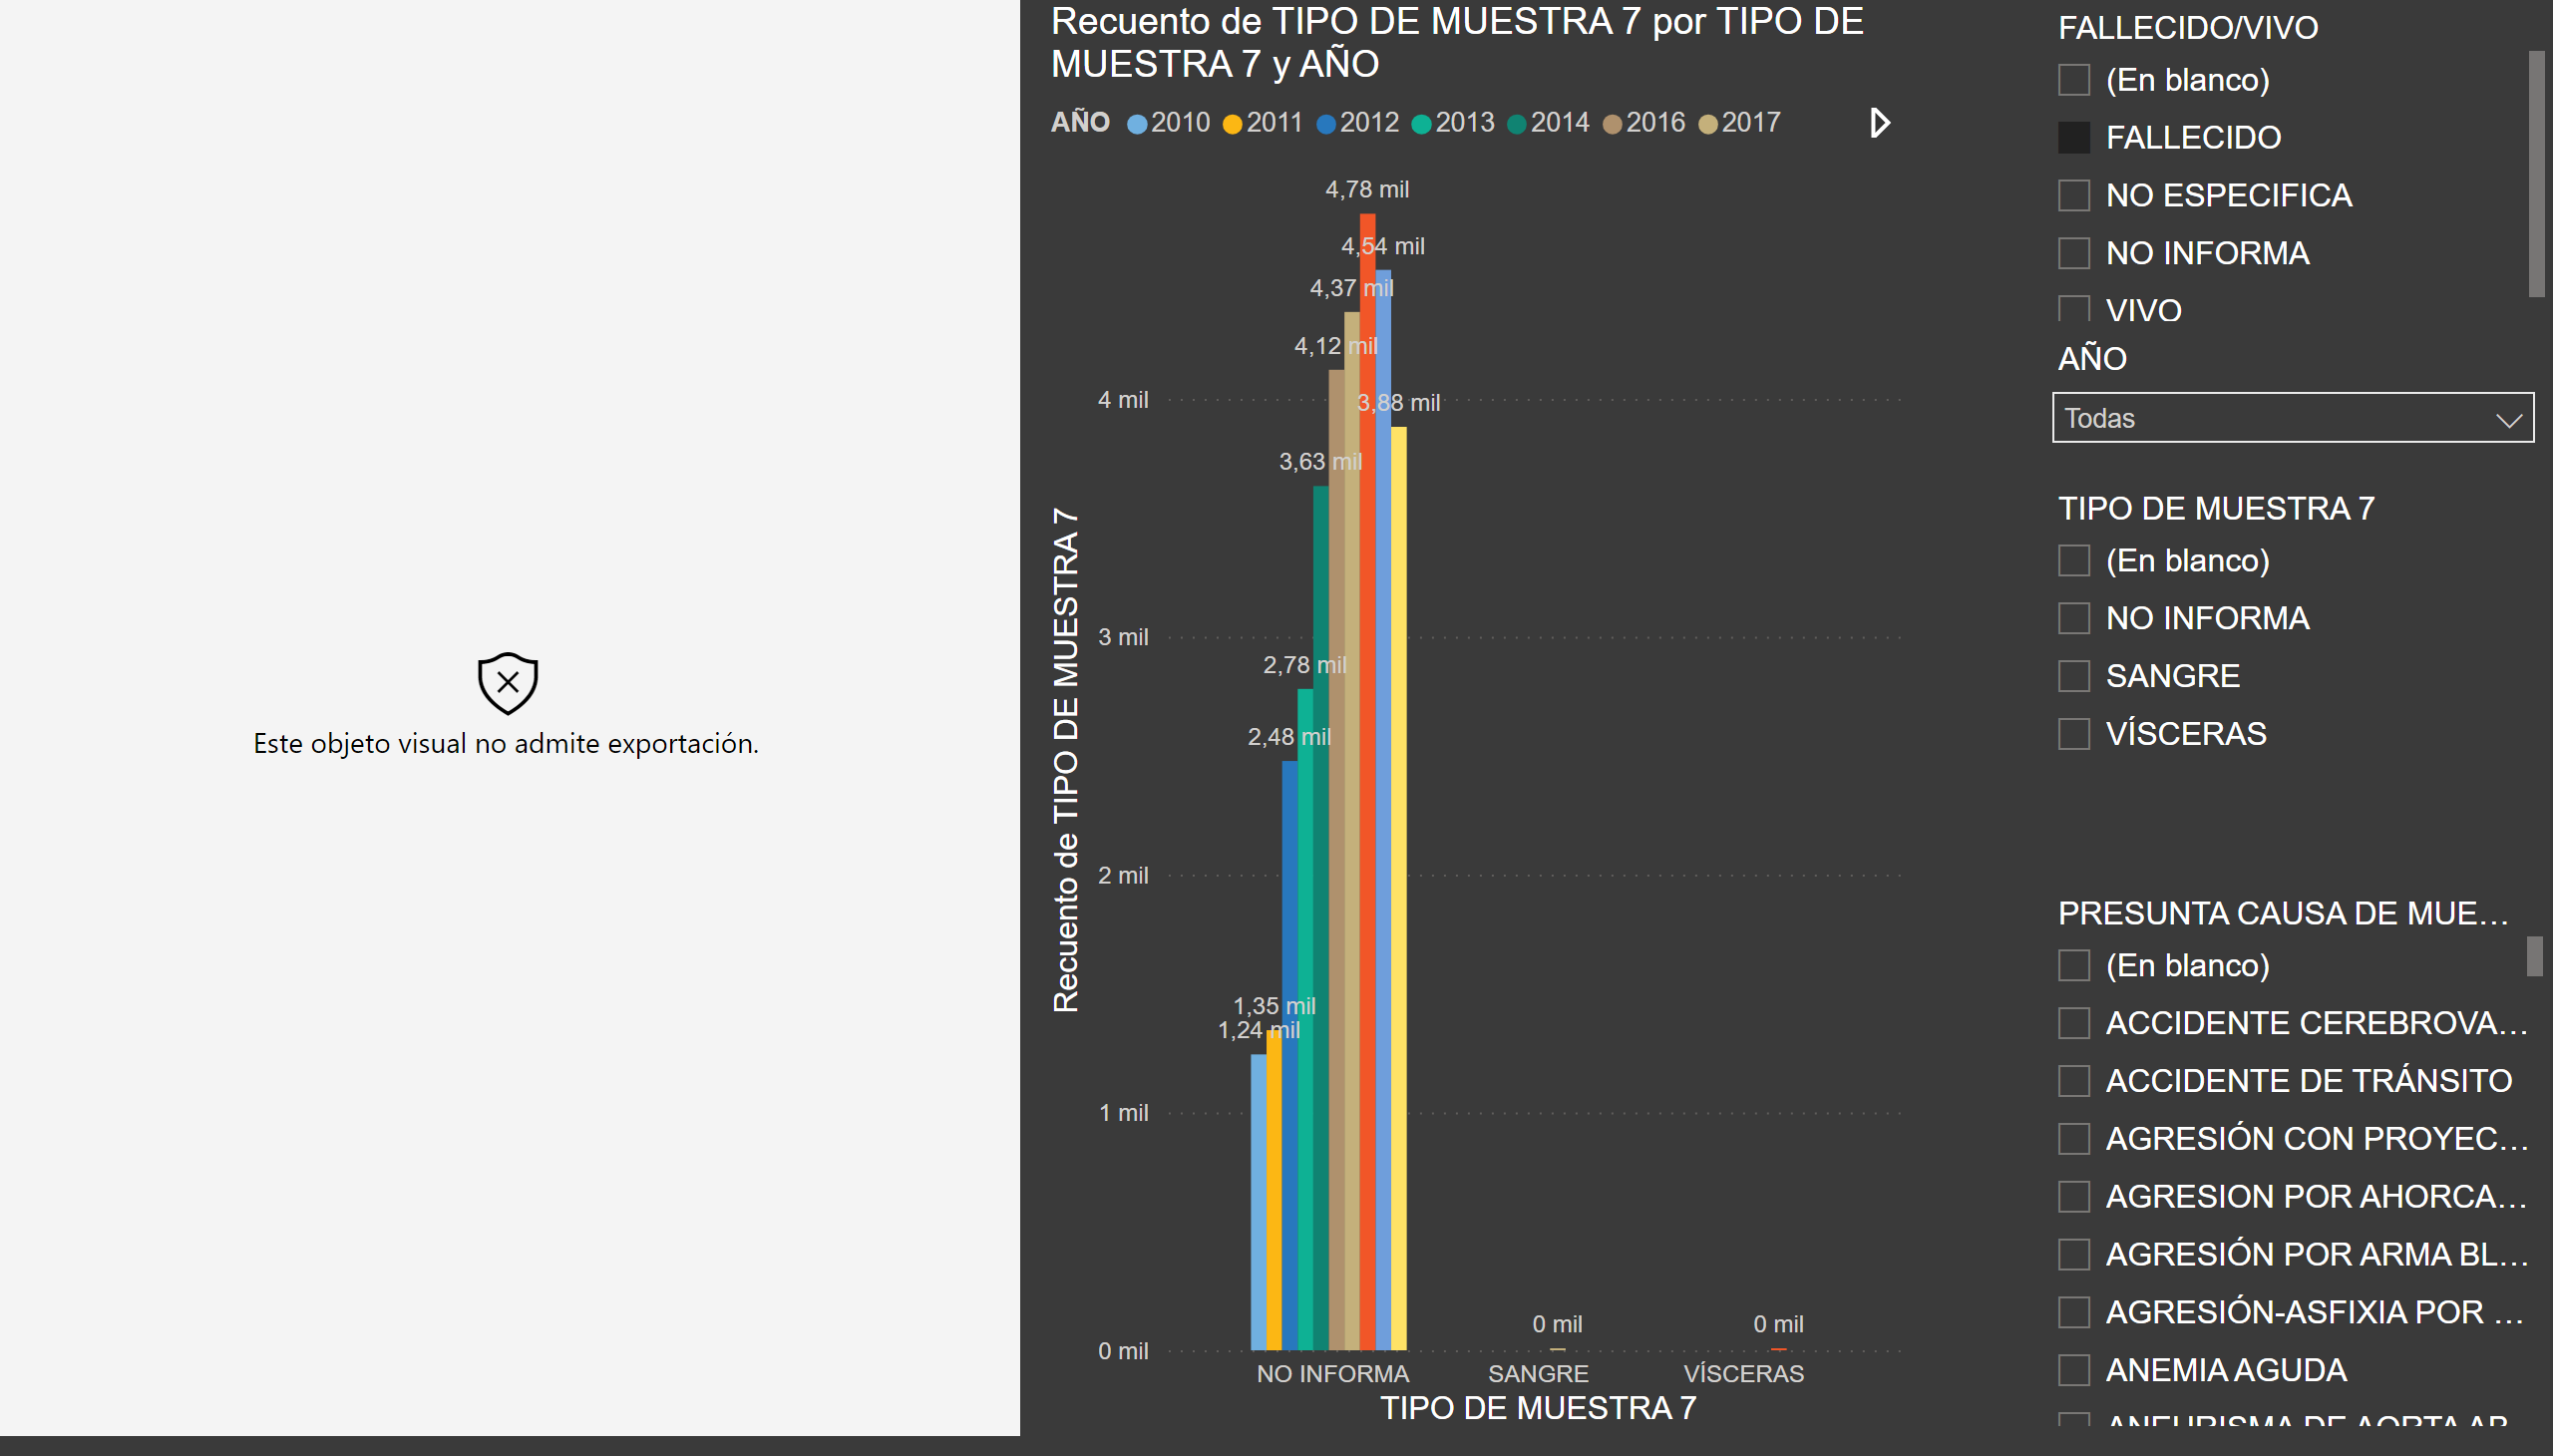 Este objeto visual no admite exportación.
Recuento de TIPO DE MUESTRA 7 por TIPO DE
MUESTRA 7 y AÑO
AÑO 2010 2011 2012 2013 2014 2016 2017
4,78 mil
4,54 mil
4,37 mil
4,12 mil
3,88 mil
3,63 mil
2,78 mil
2,48 mil
1,35 mil
1,24 mil
0 mil
0 mil
4 mil
3 mil
2 mil
1 mil
0 mil
Recuento de TIPO DE MUESTRA 7
NO INFORMA SANGRE VÍSCERAS
TIPO DE MUESTRA 7
FALLECIDO/VIVO
(En blanco)
FALLECIDO
NO ESPECIFICA
NO INFORMA
VIVO
AÑO
Todas
TIPO DE MUESTRA 7
(En blanco)
NO INFORMA
SANGRE
VÍSCERAS
PRESUNTA CAUSA DE MUE...
(En blanco)
ACCIDENTE CEREBROVA...
ACCIDENTE DE TRÁNSITO
AGRESIÓN CON PROYEC...
AGRESION POR AHORCA...
AGRESIÓN POR ARMA BL...
AGRESIÓN-ASFIXIA POR ...
ANEMIA AGUDA
ANEURISMA DE AORTA AB...